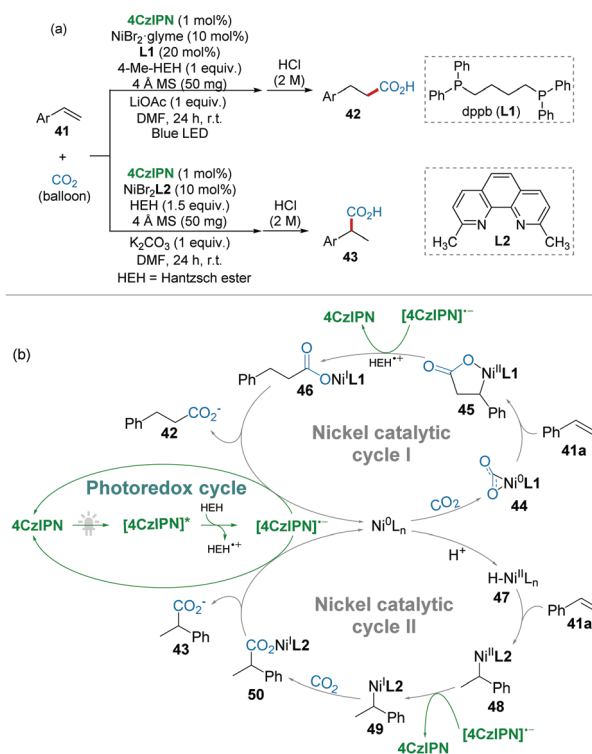 (a)
4CzIPN (1 mol%)
NiBr2·glyme (10 mol%)
L1 (20 mol%)
4-Me-HEH (1 equiv.)
4 Å MS (50 mg)
LiOAc (1 equiv.)
DMF, 24 h, r.t.
Blue LED
HCl
(2 M)
Ar
CO2H
42
Ph
P
Ph
Ph
P
Ph
dppb (L1)
Ar
41
+
CO2
(balloon)
4CzIPN (1 mol%)
NiBr2L2 (10 mol%)
HEH (1.5 equiv.)
4 Å MS (50 mg)
K2CO3 (1 equiv.)
DMF, 24 h, r.t.
HEH = Hantzsch ester
HCl
(2 M)
CO2H
Ar
43
N N
CH3 L2 CH3
(b)
4CzIPN [4CzIPN]•−
HEH•+
O
Ph ONiIL1
46
O O NiIIL1
Ph
45
Ph CO2-
42
Nickel catalytic
cycle I
Ph
41a
O
O Ni0L1
44
CO2
Photoredox cycle
4CzIPN [4CzIPN]* HEH [4CzIPN]•−
HEH•+
Ni0Ln
H+
H-NiIILn
47
Nickel catalytic
cycle II
Ph
41a
CO2-
Ph
43
CO2NiIL2
Ph
50
CO2
NiIL2
Ph
49
NiIIL2
Ph
48
4CzIPN [4CzIPN]•−